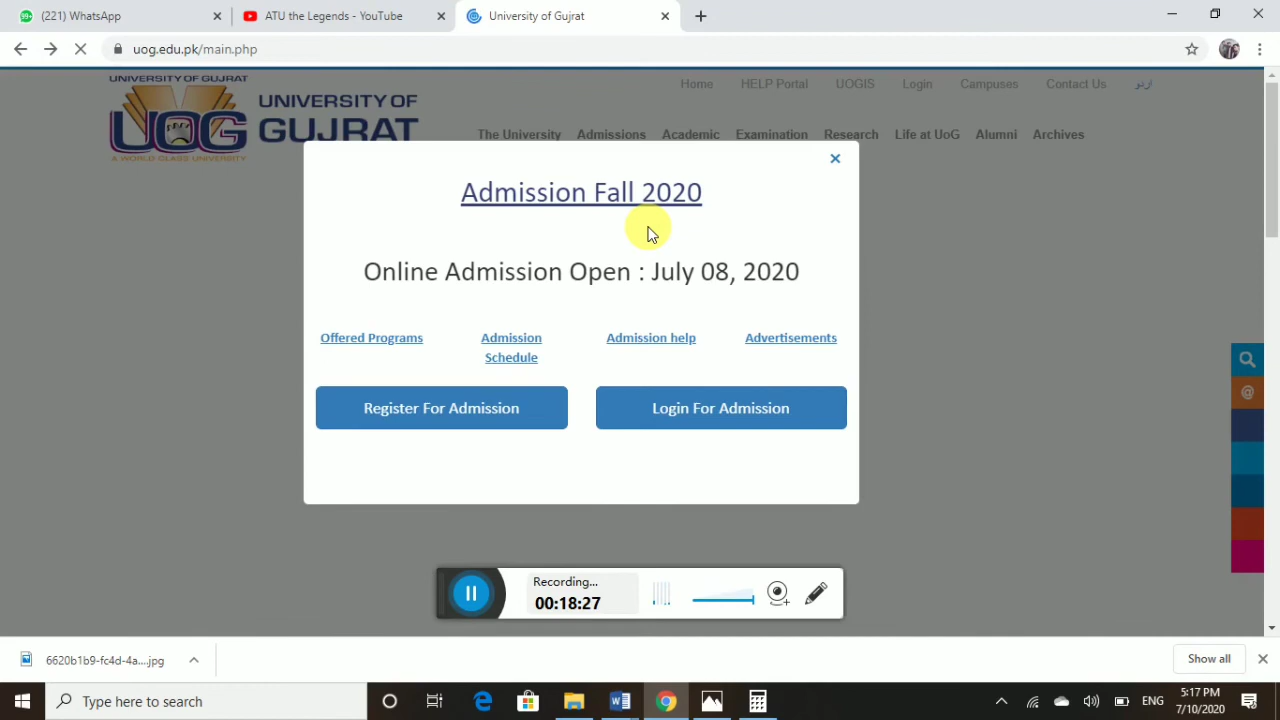 99+
(221) WhatsApp
ATU the Legends - YouTube
University of Gujrat
uog.edu.pk/main.php
UNIVERSITY OF GUJRAT
UOG
A WORLD CLASS UNIVERSITY
UNIVERSITY OF
GUJRAT
Home HELP Portal UOGIS Login Campuses Contact Us اردو
The University Admissions Academic Examination Research Life at UoG Alumni Archives
Admission Fall 2020
Online Admission Open : July 08, 2020
Offered Programs
Admission
Schedule
Admission help
Advertisements
Register For Admission
Login For Admission
@
Recording...
00:18:27
6620b1b9-fc4d-4a....jpg
Show all
Type here to search
ENG
5:17 PM
7/10/2020